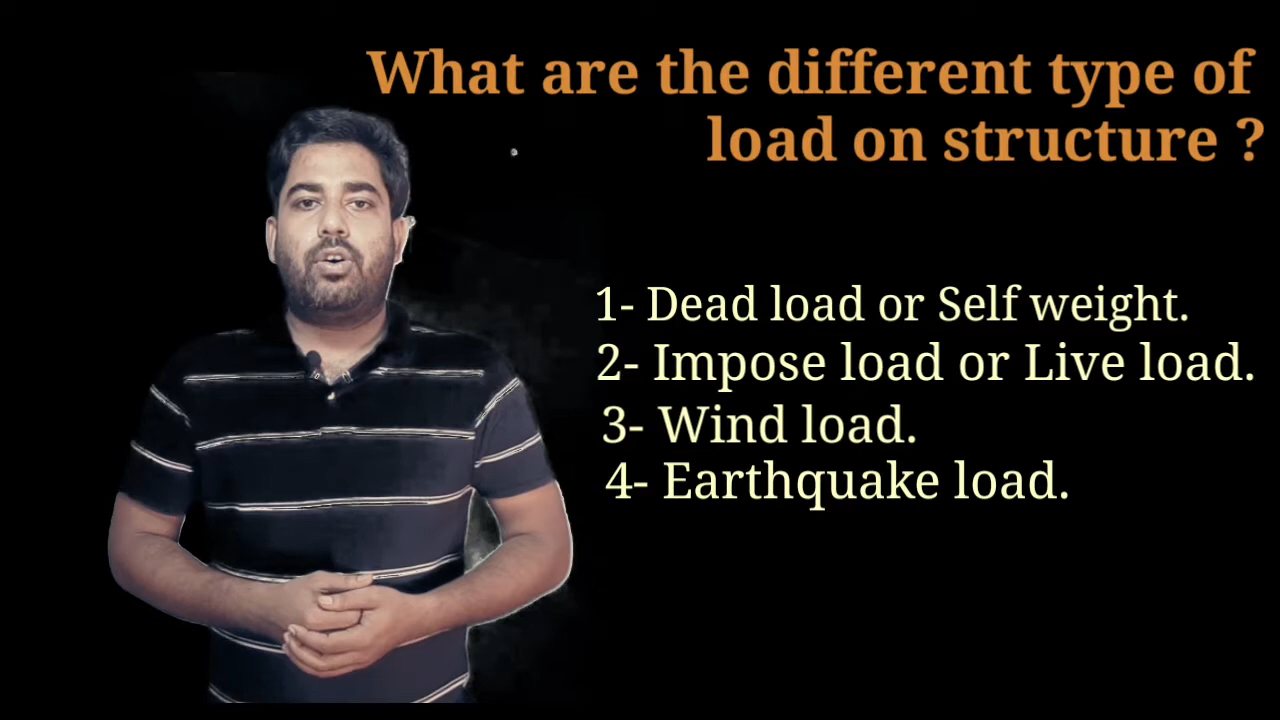 What are the different type of
load on structure ?
1- Dead load or Self weight.
2- Impose load or Live load.
3- Wind load.
4- Earthquake load.